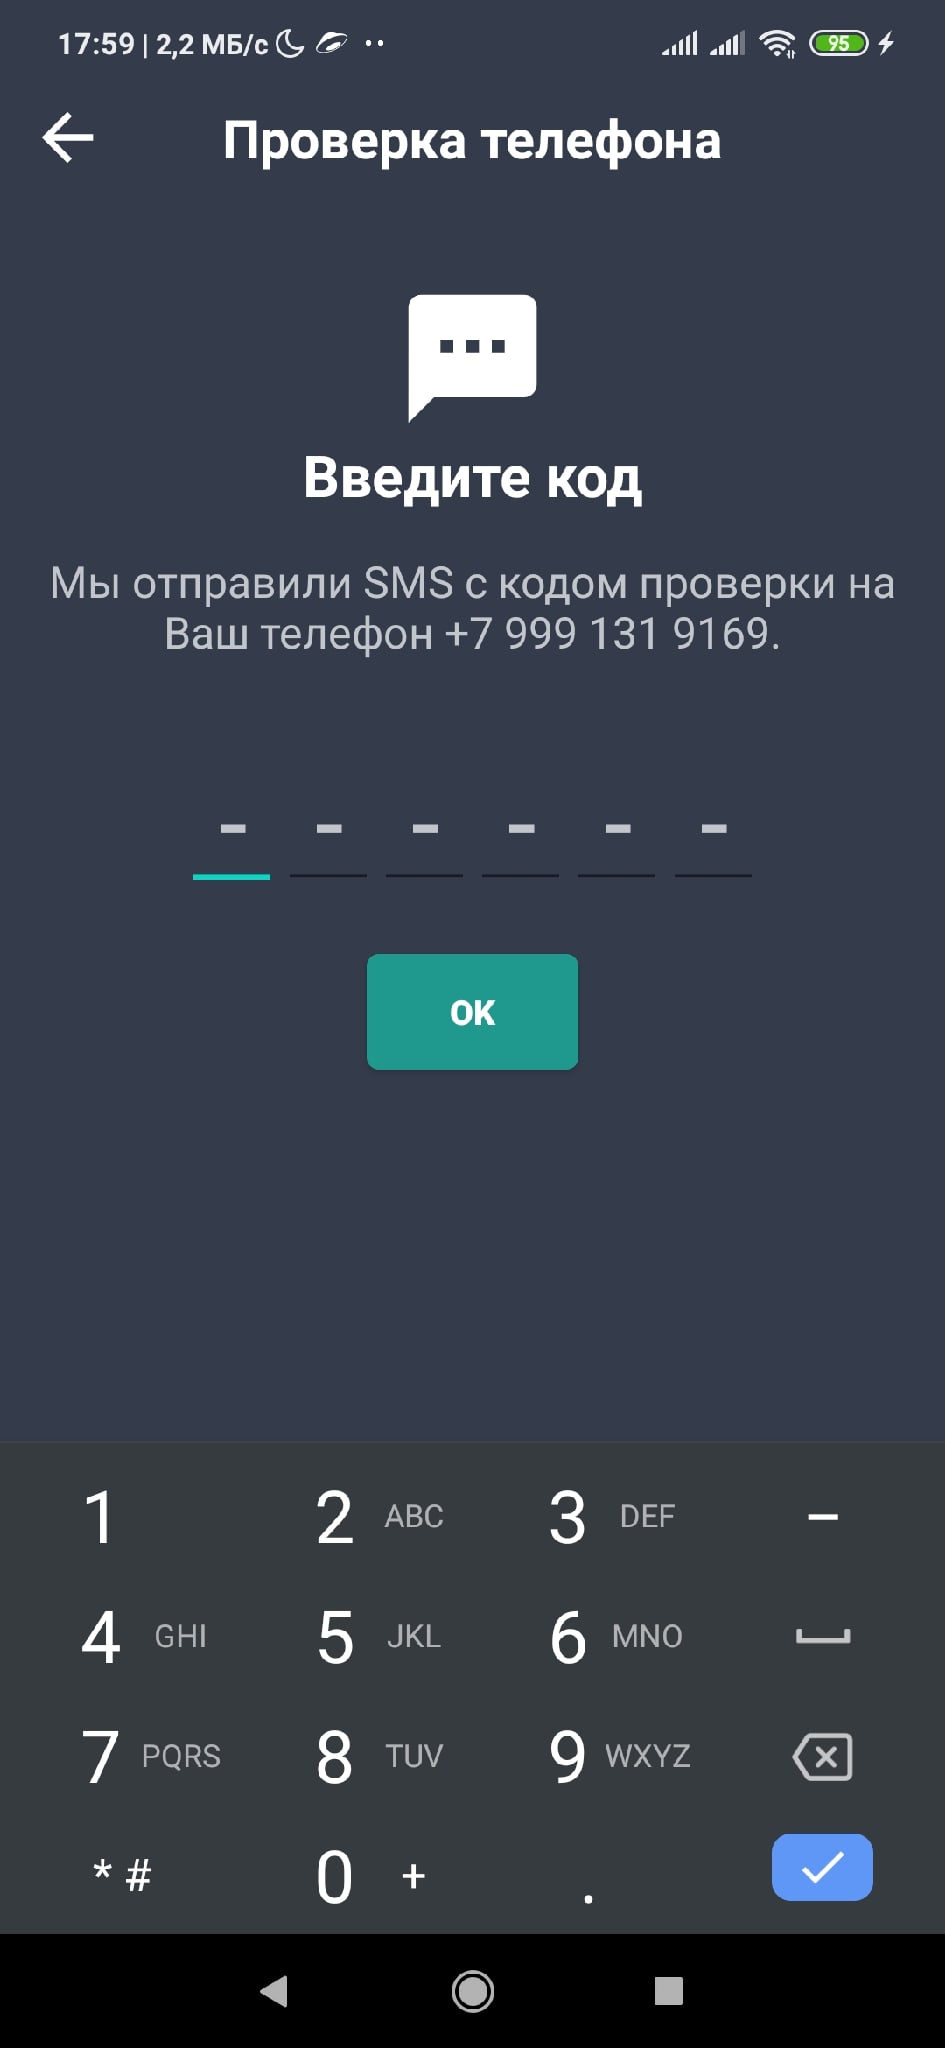 17:59 | 2,2 МБ/с 95
Проверка телефона
Введите код
Мы отправили SMS с кодом проверки на
Ваш телефон +7 999 131 9169.
– – – – – –
ОК
1 2 ABC 3 DEF –
4 GHI 5 JKL 6 MNO
7 PQRS 8 TUV 9 WXYZ
* # 0 + .